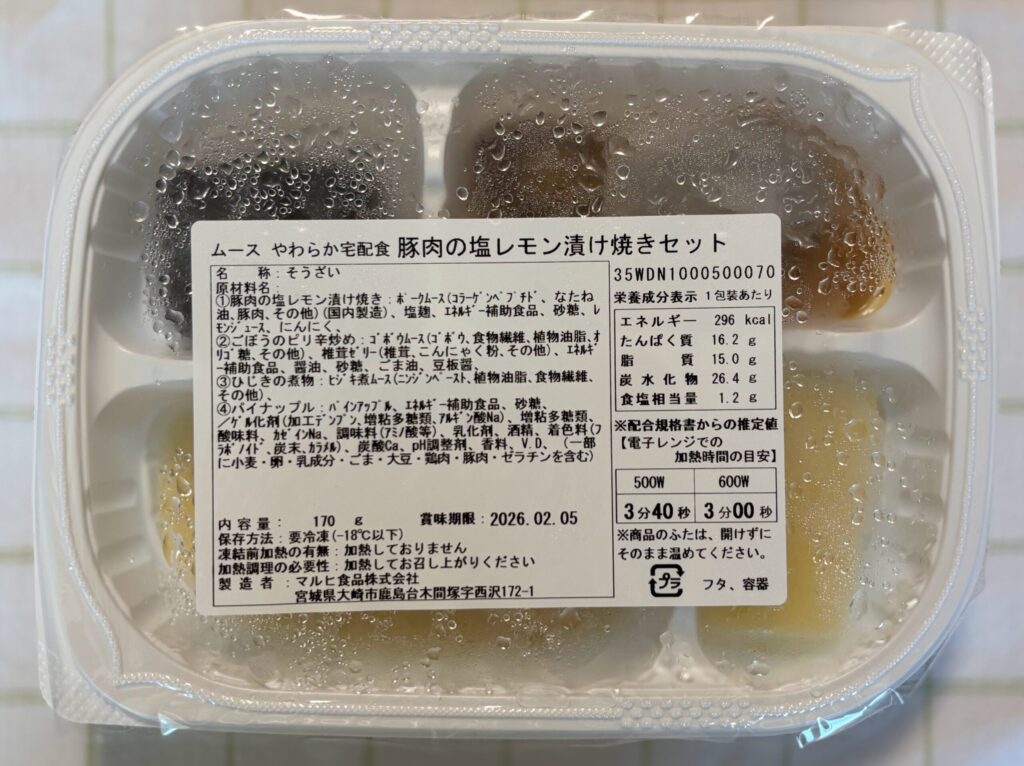 ムース やわらか宅配食 豚肉の塩レモン漬け焼きセット
名 称:そうざい
原材料名:
①豚肉の塩レモン漬け焼き:ポークムース(コラーゲンペプチド、なたね
油、豚肉、その他)(国内製造)、塩麹、エネルギー補助食品、砂糖、レ
モンジュース、にんにく、
②ごぼうのピリ辛炒め:ゴボウムース(ゴボウ、食物繊維、植物油脂、オリ
ゴ糖、その他)、椎茸ゼリー(椎茸、こんにゃく粉、その他)、エネルギ
ー補助食品、醤油、砂糖、ごま油、豆板醤、
③ひじきの煮物:ヒジキ煮ムース(ニンジンペースト、植物油脂、食物繊維、
その他)、
④パイナップル:パインアップル、エネルギー補助食品、砂糖、
/ゲル化剤(加工デンプン、増粘多糖類、アルギン酸Na)、増粘多糖類、
酸味料、カゼインNa、調味料(アミノ酸等)、乳化剤、酒精、着色料(フ
ラボノイド、炭末、カラメル)、炭酸Ca、pH調整剤、香料、V.D、(一部
に小麦・卵・乳成分・ごま・大豆・鶏肉・豚肉・ゼラチンを含む)
内容量: 170 g 賞味期限:2026.02.05
保存方法:要冷凍(-18℃以下)
凍結前加熱の有無:加熱しておりません
加熱調理の必要性:加熱してお召し上がりください
製造者:マルヒ食品株式会社
宮城県大崎市鹿島台木間塚字西沢172-1
35WDN1000500070
栄養成分表示 1包装あたり
エネルギー 296 kcal
たんぱく質 16.2 g
脂 質 15.0 g
炭水化物 26.4 g
食塩相当量 1.2 g
※配合規格書からの推定値
【電子レンジでの
加熱時間の目安】
500W 600W
3分40秒 3分00秒
※商品のふたは、開けずに
そのまま温めてください。
プラ フタ、容器